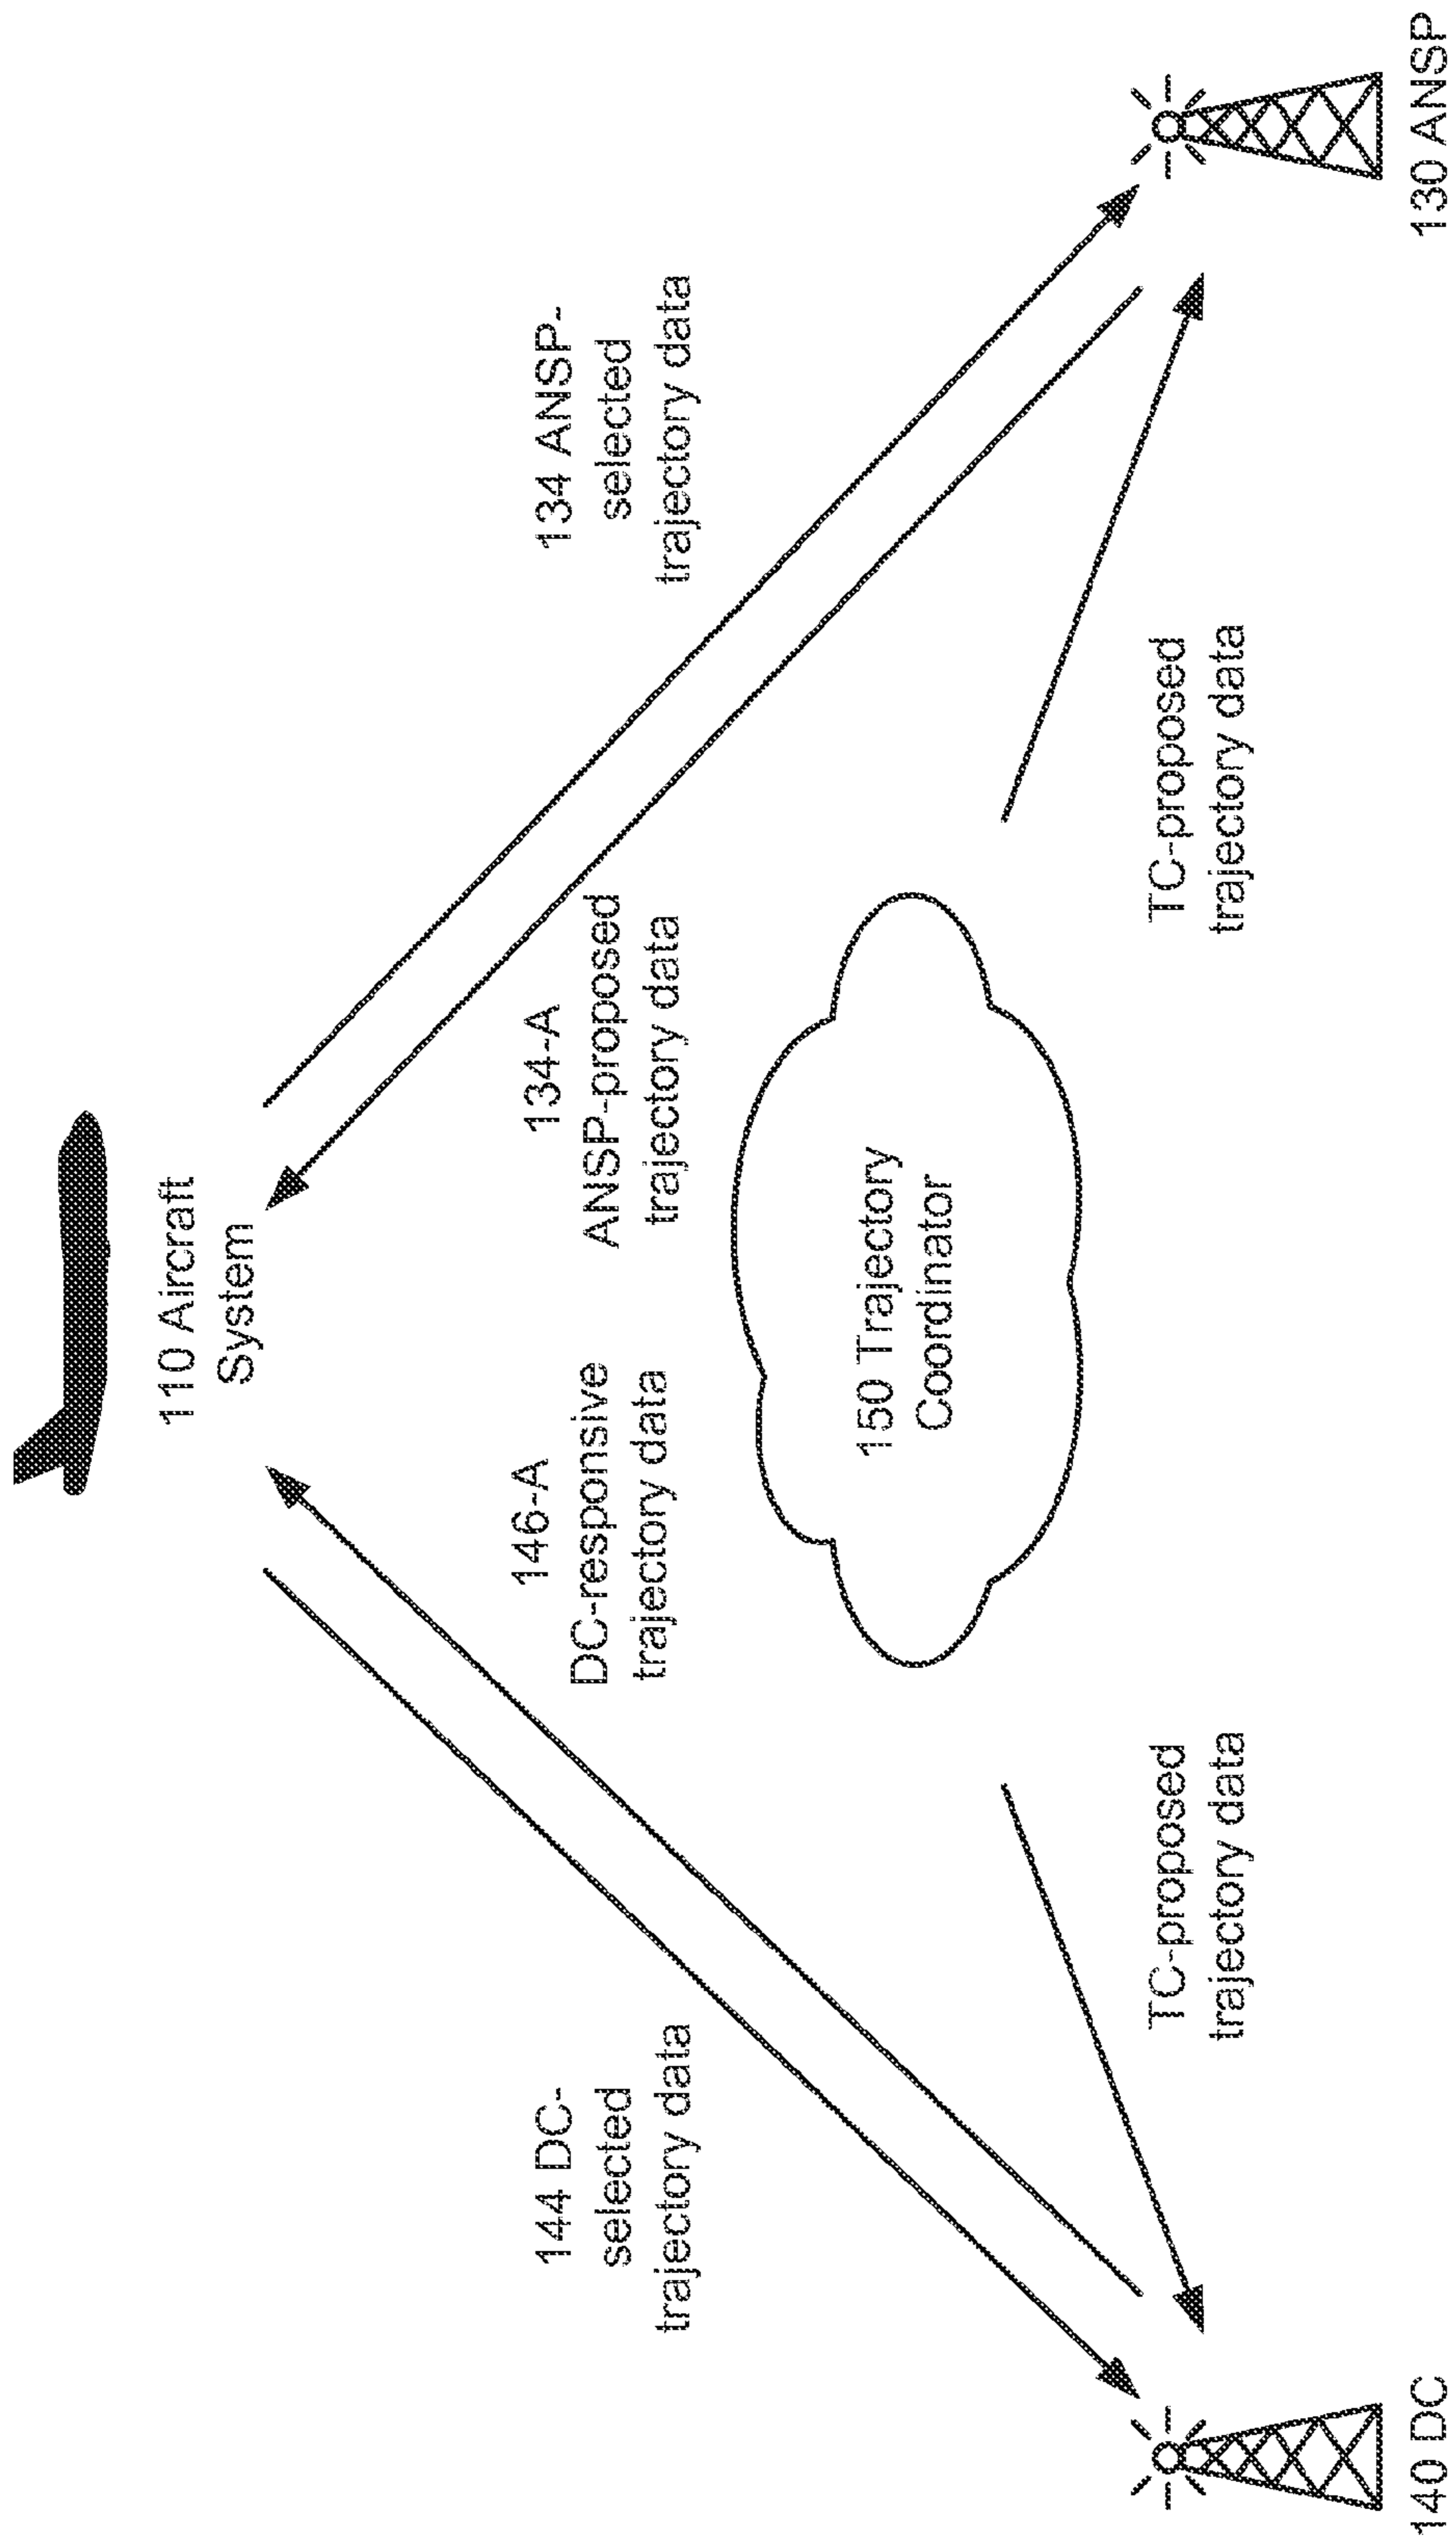 110 Aircraft
System
144 DC-
selected
trajectory data
146-A
DC-responsive
trajectory data
134-A
ANSP-proposed
trajectory data
134 ANSP-
selected
trajectory data
150 Trajectory
Coordinator
TC-proposed
trajectory data
TC-proposed
trajectory data
140 DC
130 ANSP